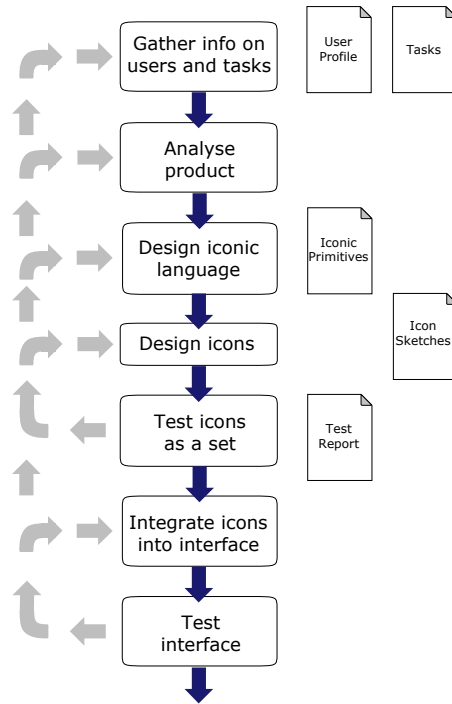 Gather info on
users and tasks
User
Profile
Tasks
Analyse
product
Design iconic
language
Iconic
Primitives
Design icons
Icon
Sketches
Test icons
as a set
Test
Report
Integrate icons
into interface
Test
interface